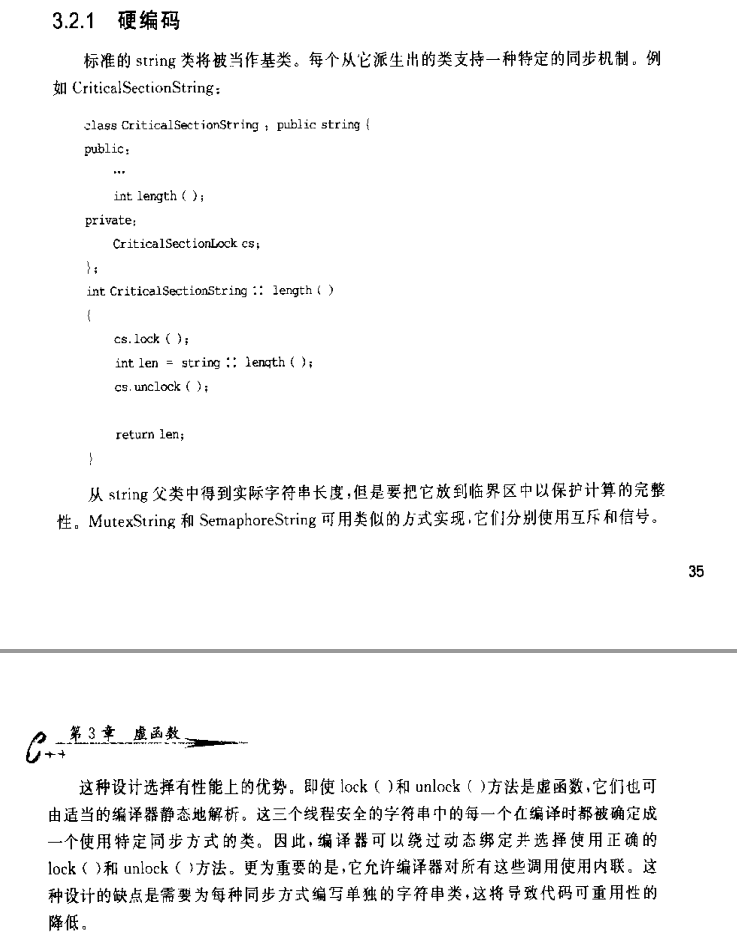 3.2.1 硬编码
标准的 string 类将被当作基类。每个从它派生出的类支持一种特定的同步机制。例
如 CriticalSectionString:
class CriticalSectionString ; public string {
public:
...
int length ( );
private:
CriticalSectionLock cs;
};
int CriticalSectionString :: length ( )
{
cs.lock ( );
int len = string :: length ( );
cs.unclock ( );
return len;
}
从 string 父类中得到实际字符串长度,但是要把它放到临界区中以保护计算的完整
性。MutexString 和 SemaphoreString 可用类似的方式实现,它们分别使用互斥和信号。
35
C++ 第 3 章 虚函数
这种设计选择有性能上的优势。即使 lock ( )和 unlock ( )方法是虚函数,它们也可
由适当的编译器静态地解析。这三个线程安全的字符串中的每一个在编译时都被确定成
一个使用特定同步方式的类。因此,编译器可以绕过动态绑定并选择使用正确的
lock ( )和 unlock ( )方法。更为重要的是,它允许编译器对所有这些调用使用内联。这
种设计的缺点是需要为每种同步方式编写单独的字符串类,这将导致代码可重用性的
降低。